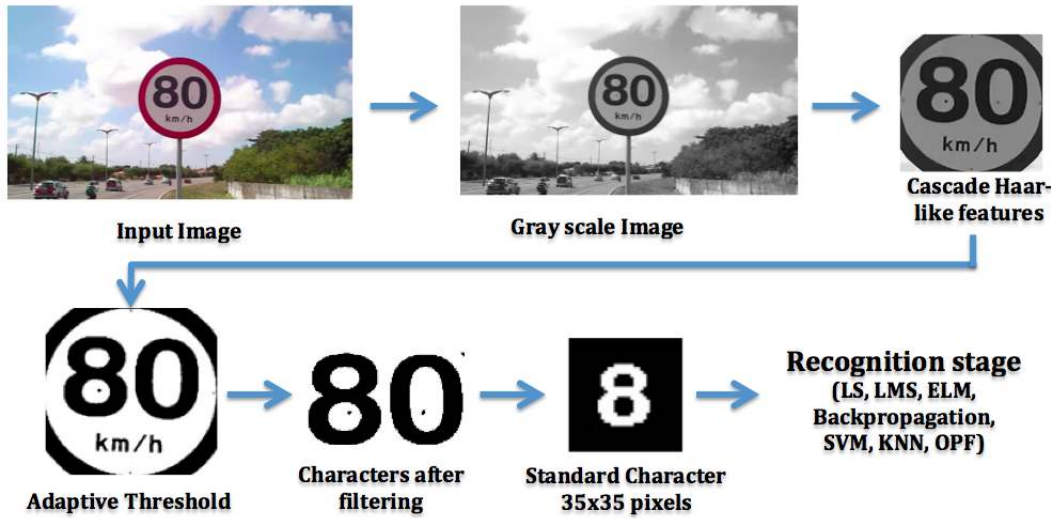 80
km/h
80
km/h
80
km/h
Input Image
Gray scale Image
Cascade Haar-
like features
80
km/h
80
8
Recognition stage
(LS, LMS, ELM,
Backpropagation,
SVM, KNN, OPF)
Adaptive Threshold
Characters after
filtering
Standard Character
35x35 pixels